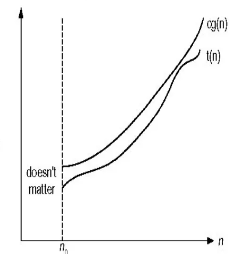 cg(n)
t(n)
doesn't
matter
n
n₀